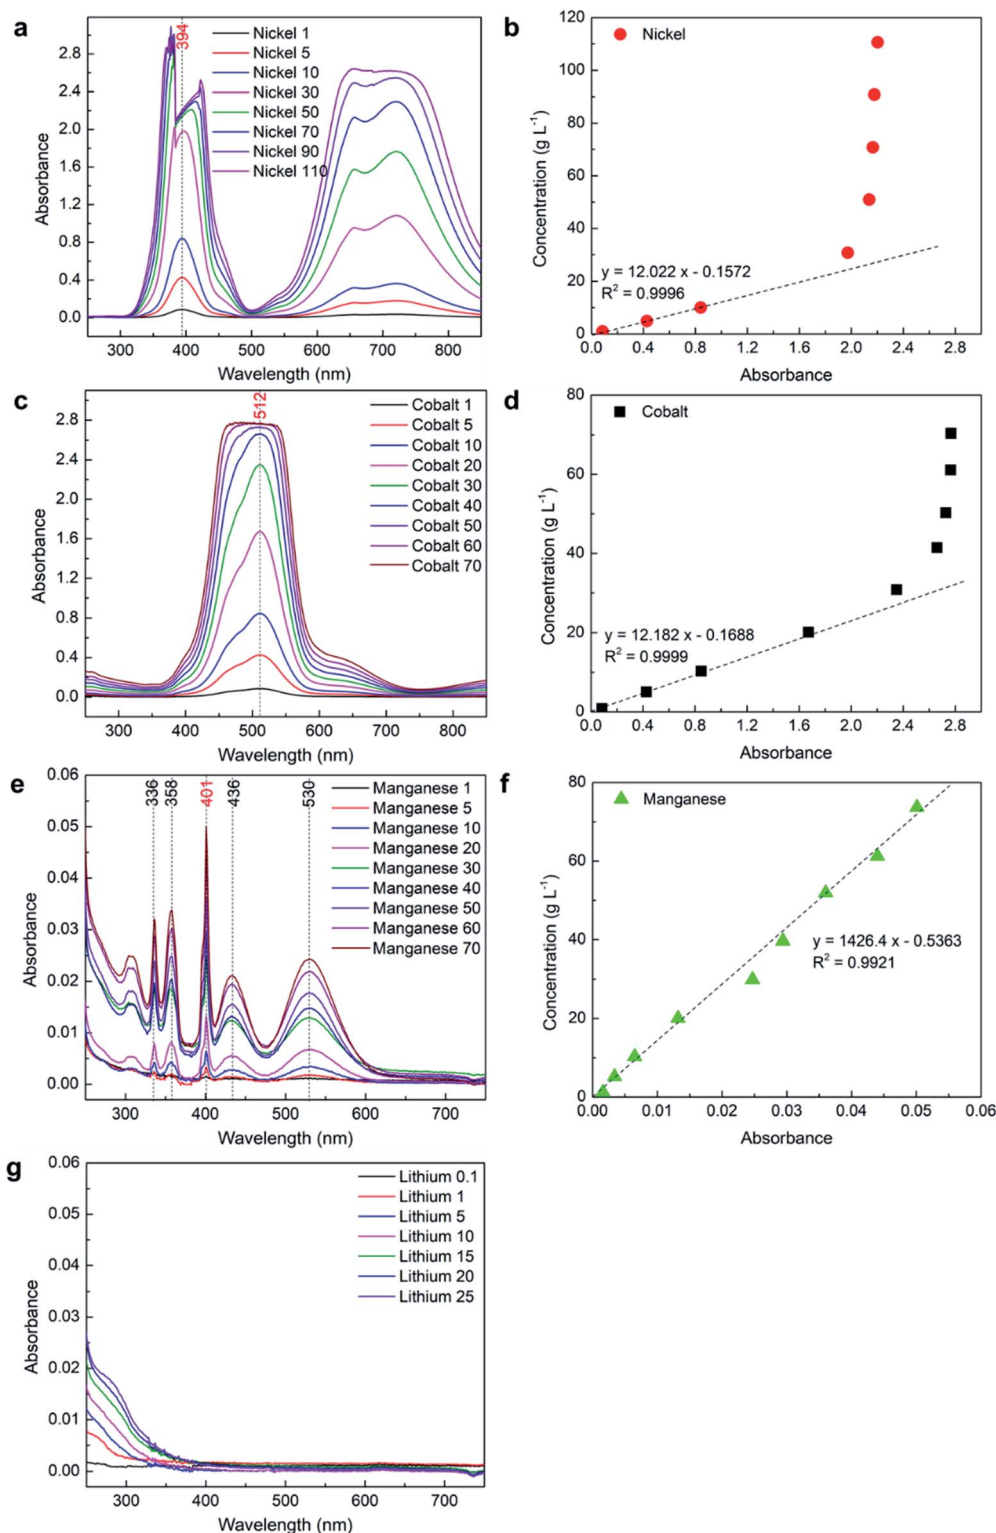 a
394
Nickel 1
Nickel 5
Nickel 10
Nickel 30
Nickel 50
Nickel 70
Nickel 90
Nickel 110
2.8
2.4
2.0
1.6
1.2
0.8
0.4
0.0
Absorbance
300 400 500 600 700 800
Wavelength (nm)
b
Nickel
120
100
80
60
40
20
0
Concentration (g L⁻¹)
y = 12.022 x - 0.1572
R² = 0.9996
0.0 0.4 0.8 1.2 1.6 2.0 2.4 2.8
Absorbance
c
512
Cobalt 1
Cobalt 5
Cobalt 10
Cobalt 20
Cobalt 30
Cobalt 40
Cobalt 50
Cobalt 60
Cobalt 70
2.8
2.4
2.0
1.6
1.2
0.8
0.4
0.0
Absorbance
300 400 500 600 700 800
Wavelength (nm)
d
Cobalt
80
60
40
20
0
Concentration (g L⁻¹)
y = 12.182 x - 0.1688
R² = 0.9999
0.0 0.4 0.8 1.2 1.6 2.0 2.4 2.8
Absorbance
e
336 358 401 436 530
Manganese 1
Manganese 5
Manganese 10
Manganese 20
Manganese 30
Manganese 40
Manganese 50
Manganese 60
Manganese 70
0.06
0.05
0.04
0.03
0.02
0.01
0.00
Absorbance
300 400 500 600 700
Wavelength (nm)
f
Manganese
80
60
40
20
0
Concentration (g L⁻¹)
y = 1426.4 x - 0.5363
R² = 0.9921
0.00 0.01 0.02 0.03 0.04 0.05 0.06
Absorbance
g
Lithium 0.1
Lithium 1
Lithium 5
Lithium 10
Lithium 15
Lithium 20
Lithium 25
0.06
0.05
0.04
0.03
0.02
0.01
0.00
Absorbance
300 400 500 600 700
Wavelength (nm)